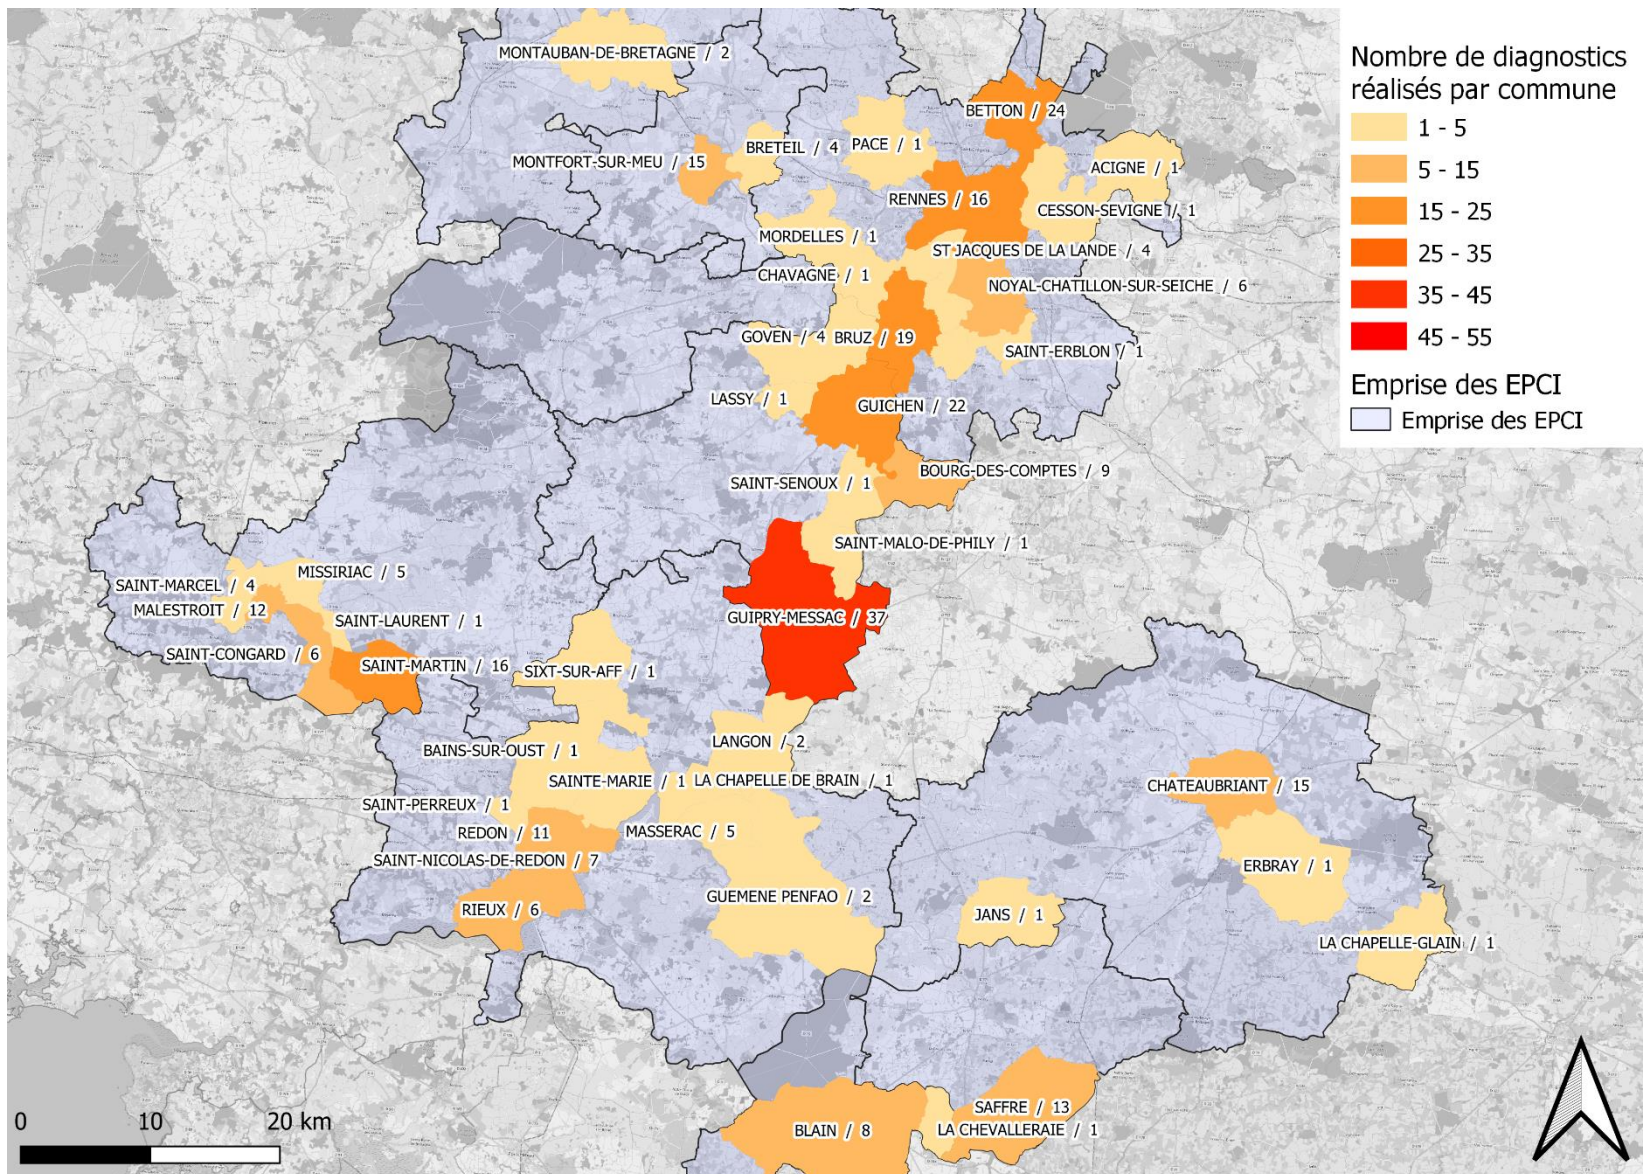 MONTAUBAN-DE-BRETAGNE / 2
BETTON / 24
MONTFORT-SUR-MEU / 15
BRETEIL / 4
PACE / 1
ACIGNE / 1
RENNES / 16
CESSON-SEVIGNE / 1
MORDELLES / 1
ST JACQUES DE LA LANDE / 4
CHAVAGNE / 1
NOYAL-CHATILLON-SUR-SEICHE / 6
GOVEN / 4
BRUZ / 19
SAINT-ERBLON / 1
LASSY / 1
GUICHEN / 22
BOURG-DES-COMPTES / 9
SAINT-SENOUX / 1
SAINT-MALO-DE-PHILY / 1
MISSIRIAC / 5
SAINT-MARCEL / 4
MALESTROIT / 12
SAINT-LAURENT / 1
GUIPRY-MESSAC / 37
SAINT-CONGARD / 6
SAINT-MARTIN / 16
SIXT-SUR-AFF / 1
BAINS-SUR-OUST / 1
LANGON / 2
SAINTE-MARIE / 1
LA CHAPELLE DE BRAIN / 1
CHATEAUBRIANT / 15
SAINT-PERREUX / 1
REDON / 11
MASSERAC / 5
SAINT-NICOLAS-DE-REDON / 7
ERBRAY / 1
GUEMENE PENFAO / 2
RIEUX / 6
JANS / 1
LA CHAPELLE-GLAIN / 1
SAFFRE / 13
BLAIN / 8
LA CHEVALLERAIE / 1
0 10 20 km
Nombre de diagnostics
réalisés par commune
1 - 5
5 - 15
15 - 25
25 - 35
35 - 45
45 - 55
Emprise des EPCI
Emprise des EPCI